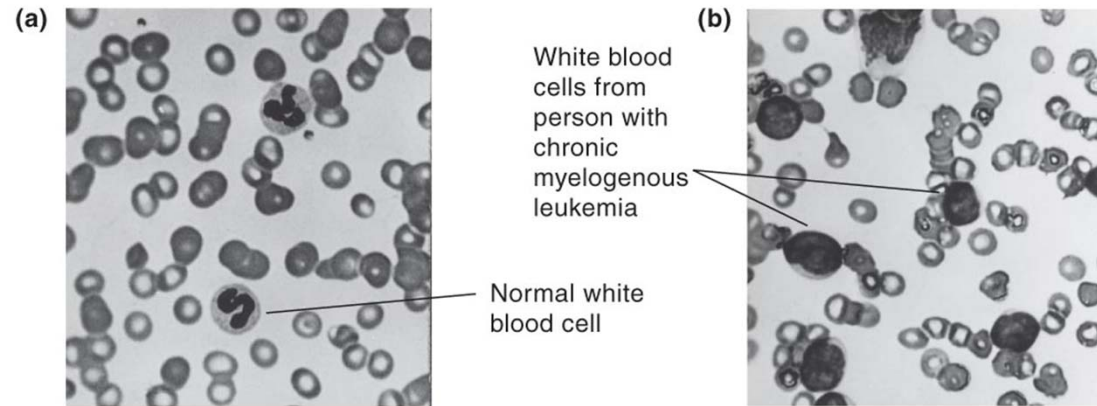 (a)
White blood
cells from
person with
chronic
myelogenous
leukemia
Normal white
blood cell
(b)